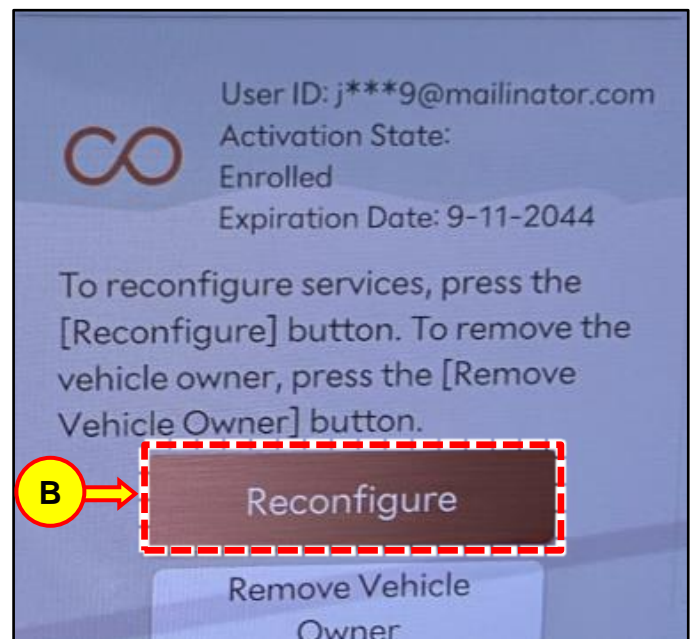 User ID: j***9@mailinator.com
Activation State:
Enrolled
Expiration Date: 9-11-2044
To reconfigure services, press the
[Reconfigure] button. To remove the
vehicle owner, press the [Remove
Vehicle Owner] button.
B
Reconfigure
Remove Vehicle
Owner